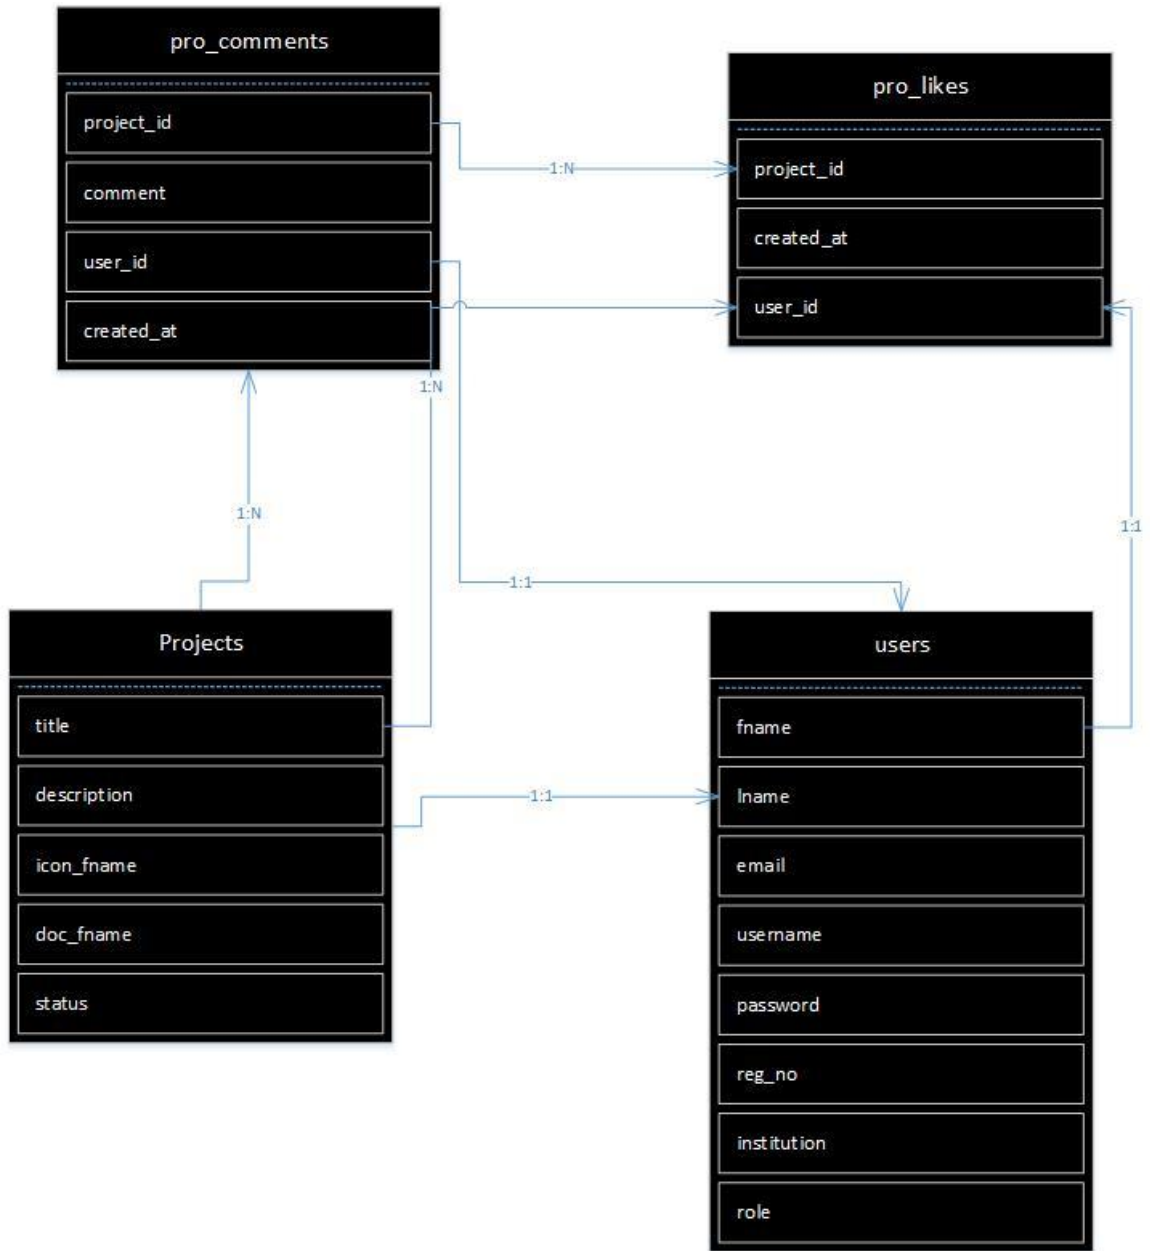 pro_comments
project_id
comment
user_id
created_at
pro_likes
project_id
created_at
user_id
1:N
1:N
1:N
1:1
1:1
1:1
Projects
title
description
icon_fname
doc_fname
status
users
fname
lname
email
username
password
reg_no
institution
role